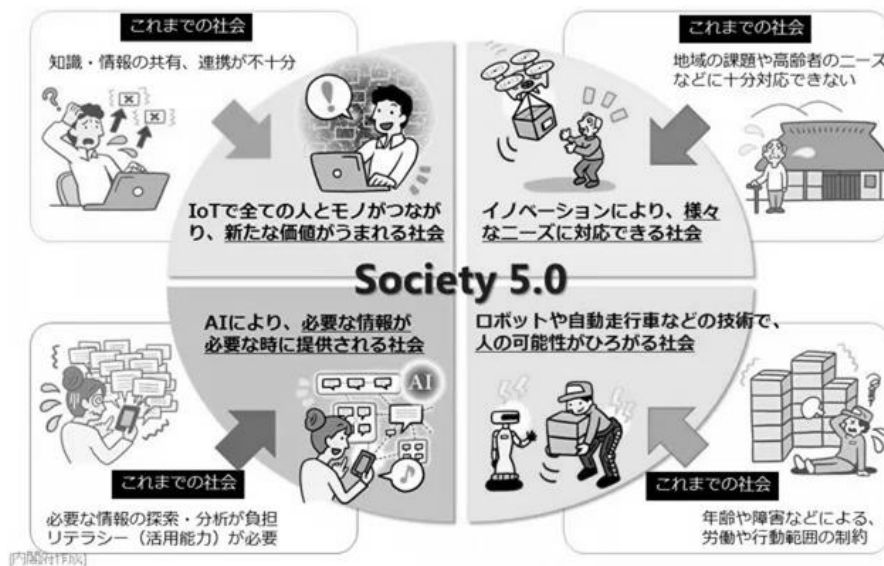 これまでの社会
知識・情報の共有、連携が不十分
IoTで全ての人とモノがつなが
り、新たな価値がうまれる社会
これまでの社会
地域の課題や高齢者のニーズ
などに十分対応できない
イノベーションにより、様々
なニーズに対応できる社会
Society 5.0
AIにより、必要な情報が
必要な時に提供される社会
AI
これまでの社会
必要な情報の探索・分析が負担
リテラシー（活用能力）が必要
ロボットや自動走行車などの技術で、
人の可能性がひろがる社会
これまでの社会
年齢や障害などによる、
労働や行動範囲の制約
[内閣府作成]